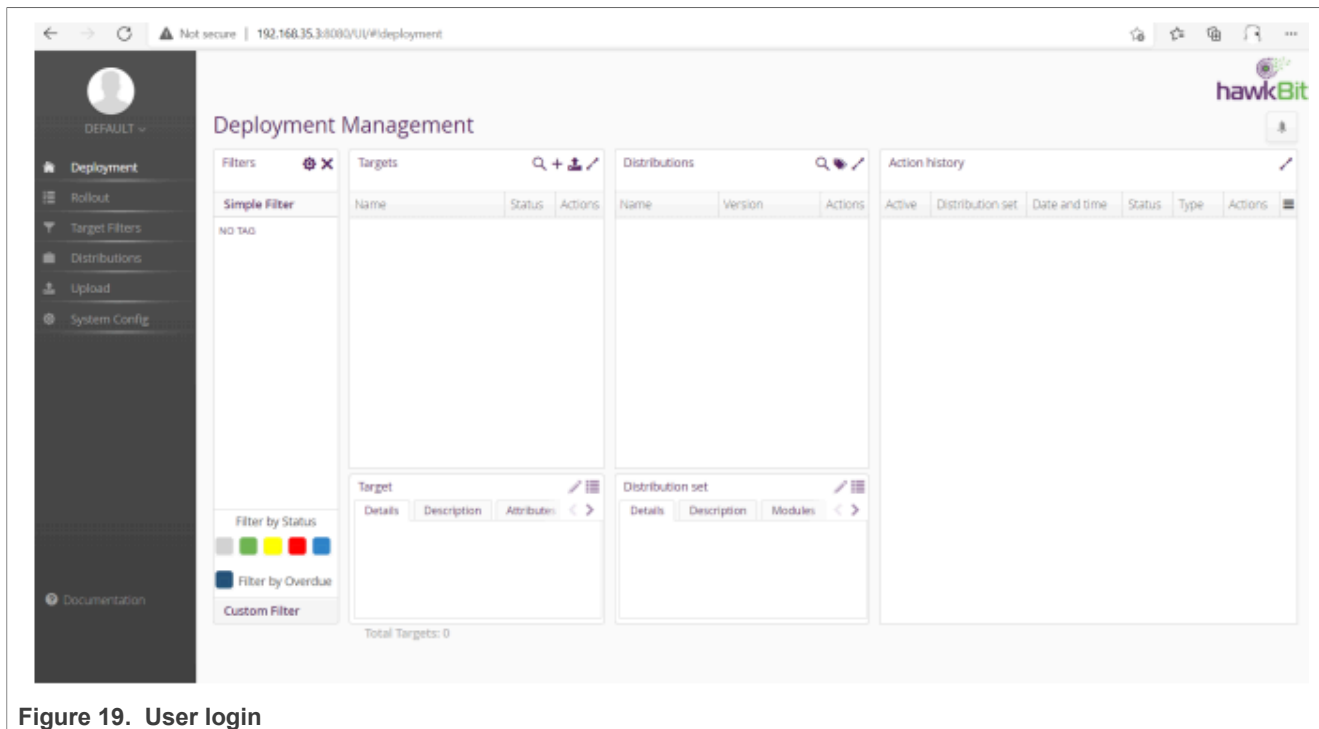 Not secure | 192.168.35.3:8080/UI/#!deployment
hawkBit
DEFAULT
Deployment Management
Deployment
Rollout
Target Filters
Distributions
Upload
System Config
Documentation
Filters
Simple Filter
NO TAG
Filter by Status
Filter by Overdue
Custom Filter
Targets
Name Status Actions
Target
Details Description Attributes
Total Targets: 0
Distributions
Name Version Actions
Distribution set
Details Description Modules
Action history
Active Distribution set Date and time Status Type Actions
Figure 19. User login